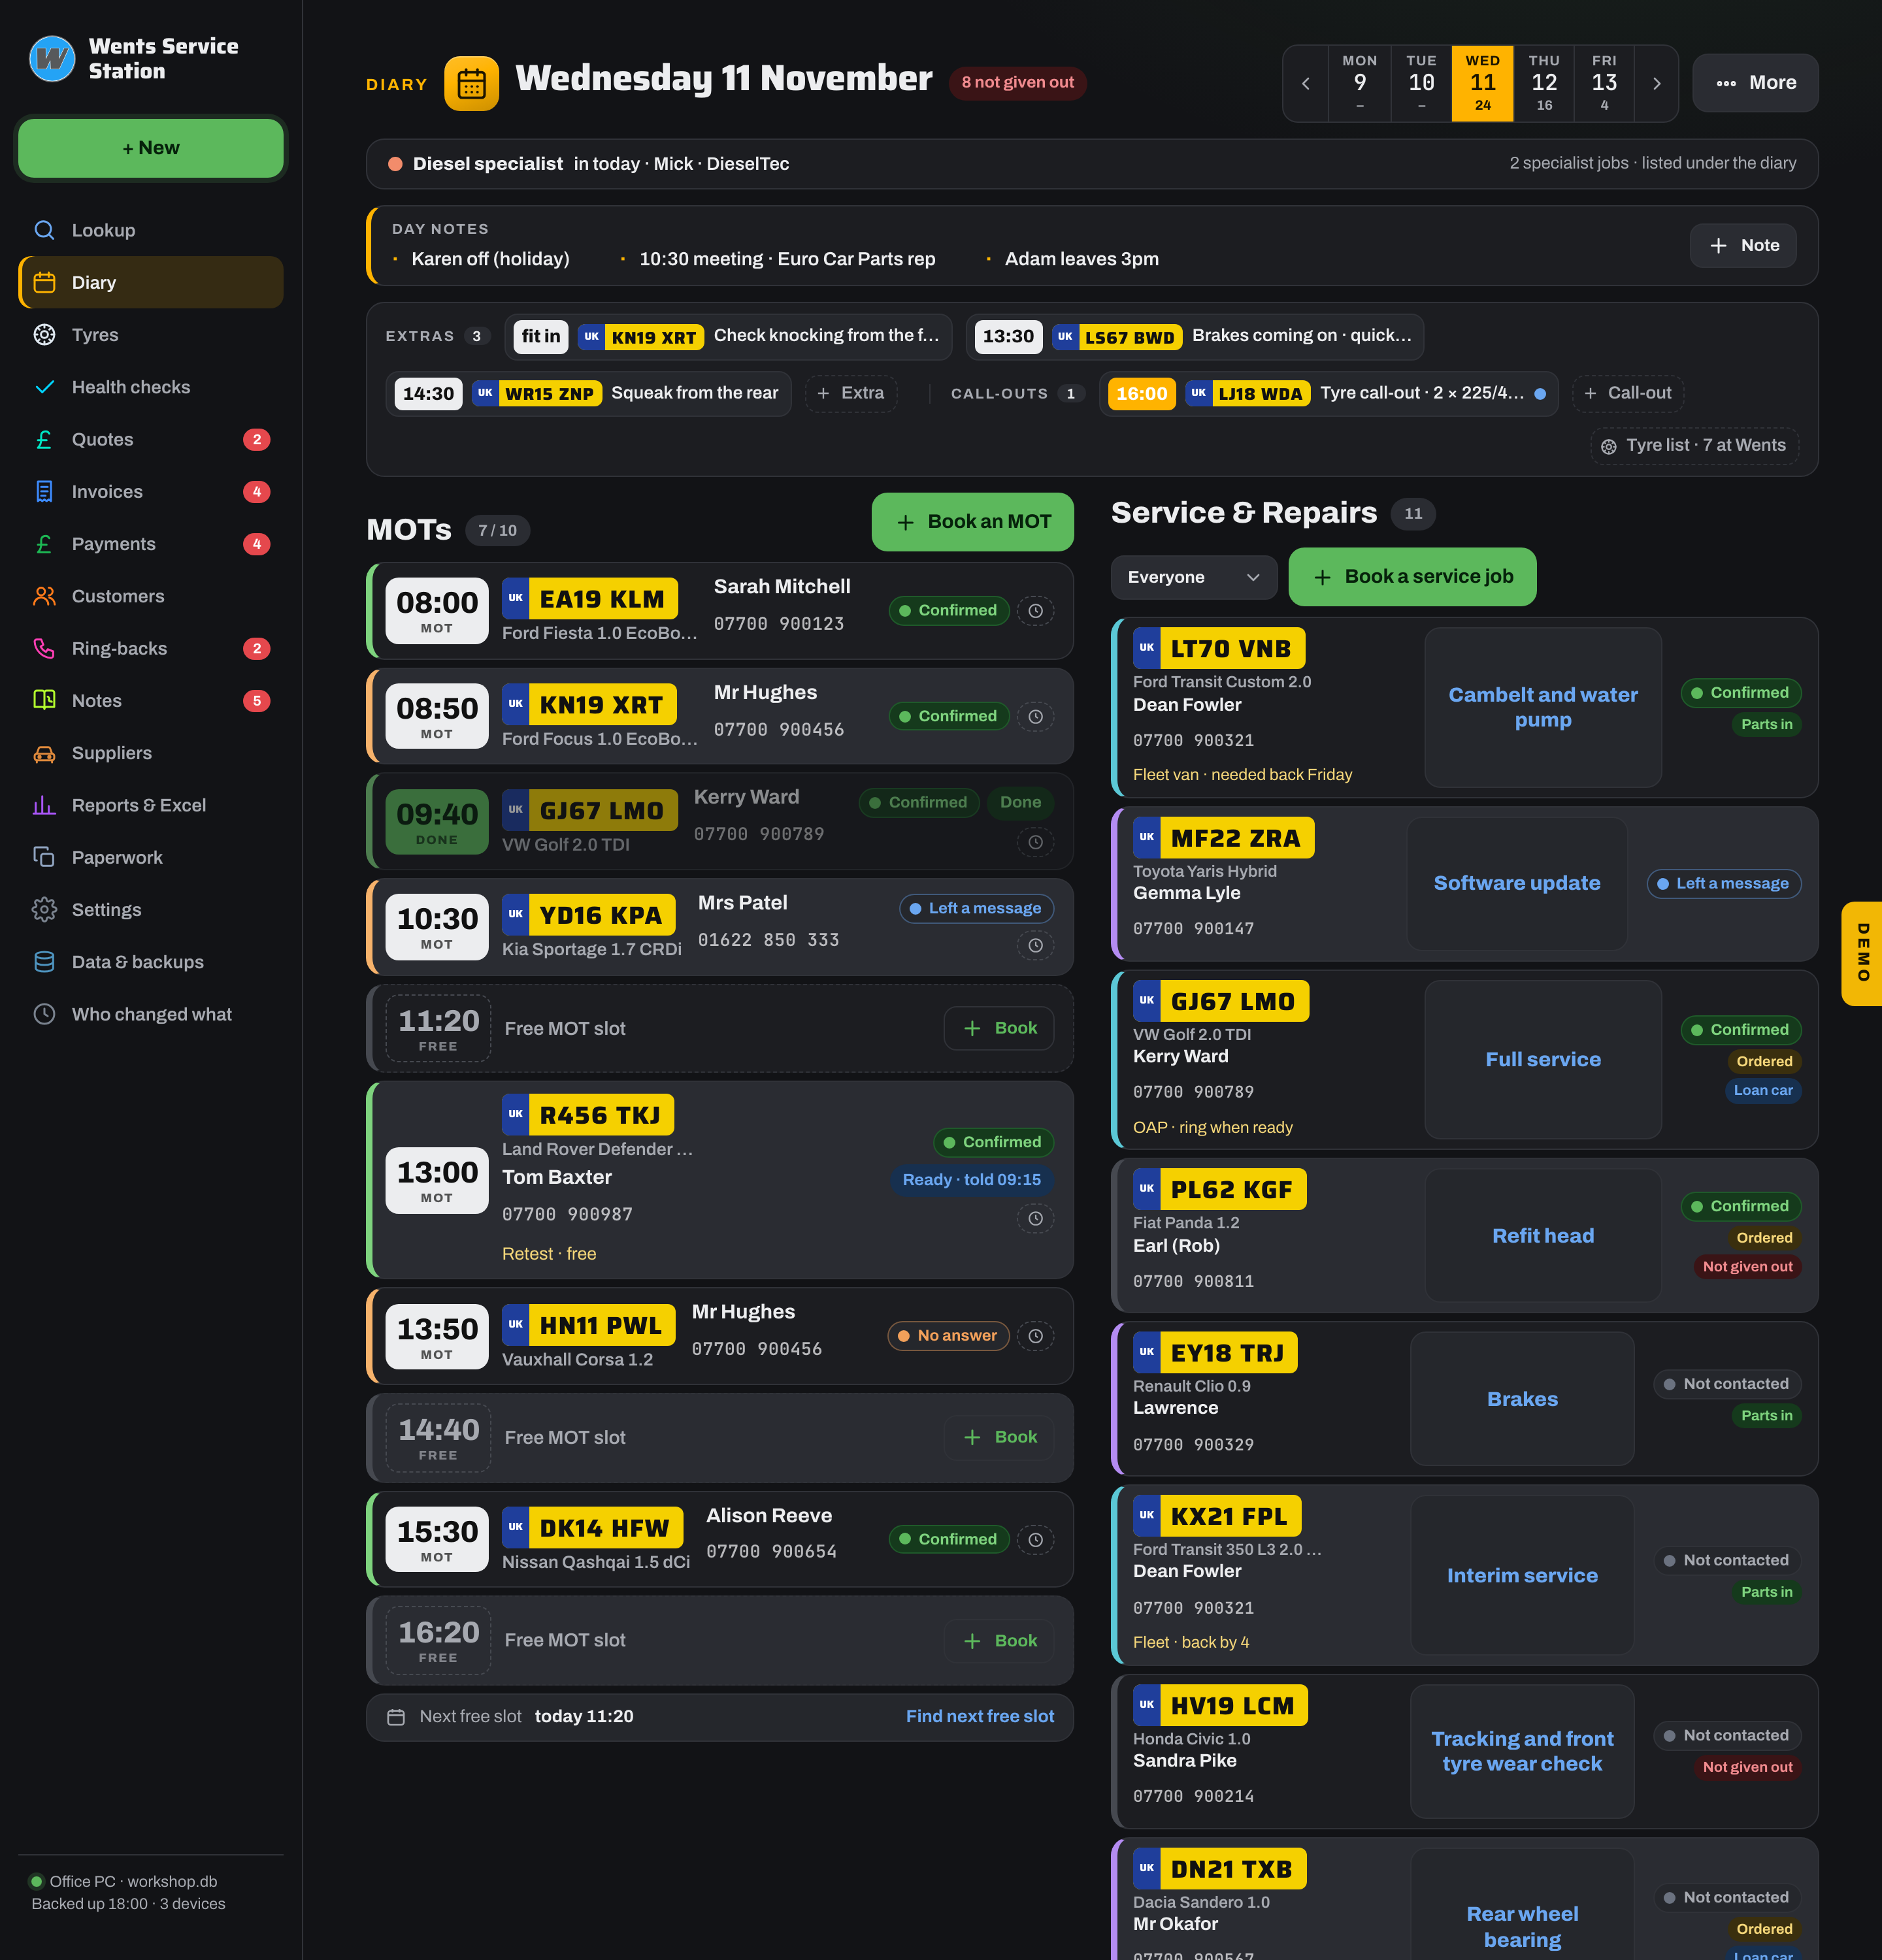 Wents Service
Station
+ New
Lookup
Diary
Tyres
Health checks
Quotes 2
Invoices 4
Payments 4
Customers
Ring-backs 2
Notes 5
Suppliers
Reports & Excel
Paperwork
Settings
Data & backups
Who changed what
Office PC · workshop.db
Backed up 18:00 · 3 devices
DIARY Wednesday 11 November 8 not given out
MON 9 –
TUE 10 –
WED 11 24
THU 12 16
FRI 13 4
More
Diesel specialist in today · Mick · DieselTec 2 specialist jobs · listed under the diary
DAY NOTES
· Karen off (holiday) · 10:30 meeting · Euro Car Parts rep · Adam leaves 3pm
+ Note
EXTRAS 3 fit in UK KN19 XRT Check knocking from the f... 13:30 UK LS67 BWD Brakes coming on · quick...
14:30 UK WR15 ZNP Squeak from the rear + Extra CALL-OUTS 1 16:00 UK LJ18 WDA Tyre call-out · 2 × 225/4... + Call-out
Tyre list · 7 at Wents
MOTs 7 / 10 + Book an MOT
08:00 MOT
UK EA19 KLM
Ford Fiesta 1.0 EcoBo...
Sarah Mitchell
07700 900123
Confirmed
08:50 MOT
UK KN19 XRT
Ford Focus 1.0 EcoBo...
Mr Hughes
07700 900456
Confirmed
09:40 DONE
UK GJ67 LMO
VW Golf 2.0 TDI
Kerry Ward
07700 900789
Confirmed Done
10:30 MOT
UK YD16 KPA
Kia Sportage 1.7 CRDi
Mrs Patel
01622 850 333
Left a message
11:20 FREE
Free MOT slot
+ Book
13:00 MOT
UK R456 TKJ
Land Rover Defender ...
Tom Baxter
07700 900987
Retest · free
Confirmed
Ready · told 09:15
13:50 MOT
UK HN11 PWL
Vauxhall Corsa 1.2
Mr Hughes
07700 900456
No answer
14:40 FREE
Free MOT slot
+ Book
15:30 MOT
UK DK14 HFW
Nissan Qashqai 1.5 dCi
Alison Reeve
07700 900654
Confirmed
16:20 FREE
Free MOT slot
+ Book
Next free slot today 11:20 Find next free slot
Service & Repairs 11
Everyone + Book a service job
UK LT70 VNB
Ford Transit Custom 2.0
Dean Fowler
07700 900321
Fleet van · needed back Friday
Cambelt and water
pump
Confirmed
Parts in
UK MF22 ZRA
Toyota Yaris Hybrid
Gemma Lyle
07700 900147
Software update
Left a message
UK GJ67 LMO
VW Golf 2.0 TDI
Kerry Ward
07700 900789
OAP · ring when ready
Full service
Confirmed
Ordered
Loan car
UK PL62 KGF
Fiat Panda 1.2
Earl (Rob)
07700 900811
Refit head
Confirmed
Ordered
Not given out
UK EY18 TRJ
Renault Clio 0.9
Lawrence
07700 900329
Brakes
Not contacted
Parts in
UK KX21 FPL
Ford Transit 350 L3 2.0 ...
Dean Fowler
07700 900321
Fleet · back by 4
Interim service
Not contacted
Parts in
UK HV19 LCM
Honda Civic 1.0
Sandra Pike
07700 900214
Tracking and front
tyre wear check
Not contacted
Not given out
UK DN21 TXB
Dacia Sandero 1.0
Mr Okafor
07700 900567
Rear wheel
bearing
Not contacted
Ordered
Loan car
DEMO